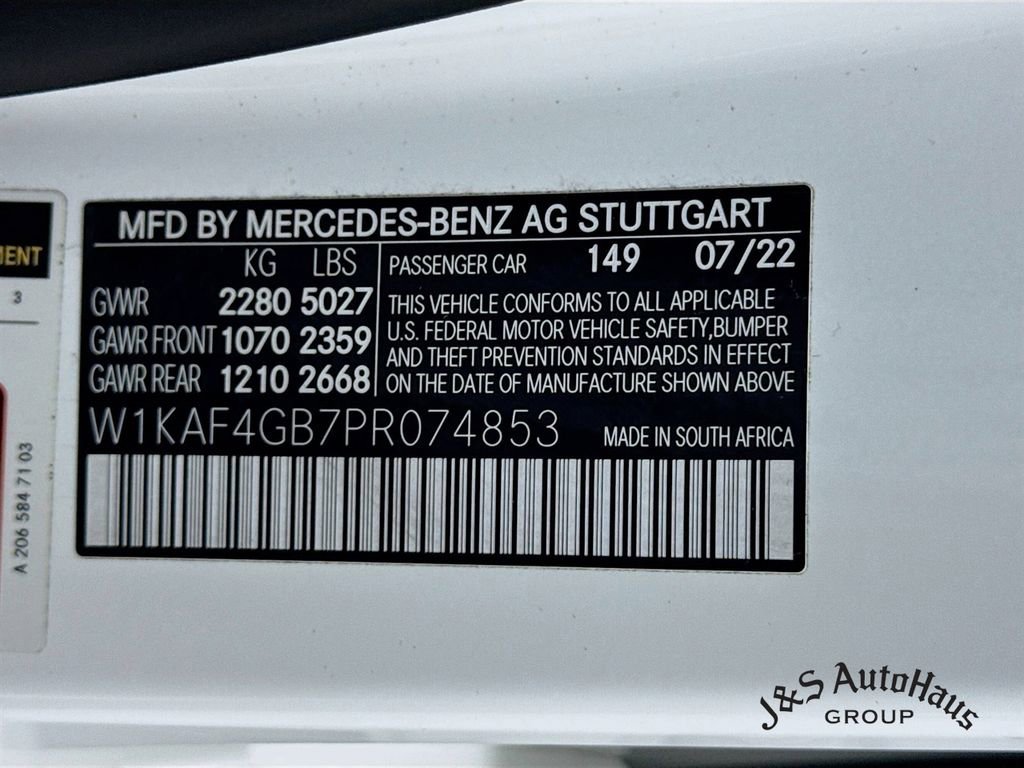 MFD BY MERCEDES-BENZ AG STUTTGART
KG LBS
GVWR 2280 5027
GAWR FRONT 1070 2359
GAWR REAR 1210 2668
PASSENGER CAR 149 07/22
THIS VEHICLE CONFORMS TO ALL APPLICABLE
U.S. FEDERAL MOTOR VEHICLE SAFETY,BUMPER
AND THEFT PREVENTION STANDARDS IN EFFECT
ON THE DATE OF MANUFACTURE SHOWN ABOVE
W1KAF4GB7PR074853
MADE IN SOUTH AFRICA
3
A 206 584 71 03
J&S AutoHaus
GROUP